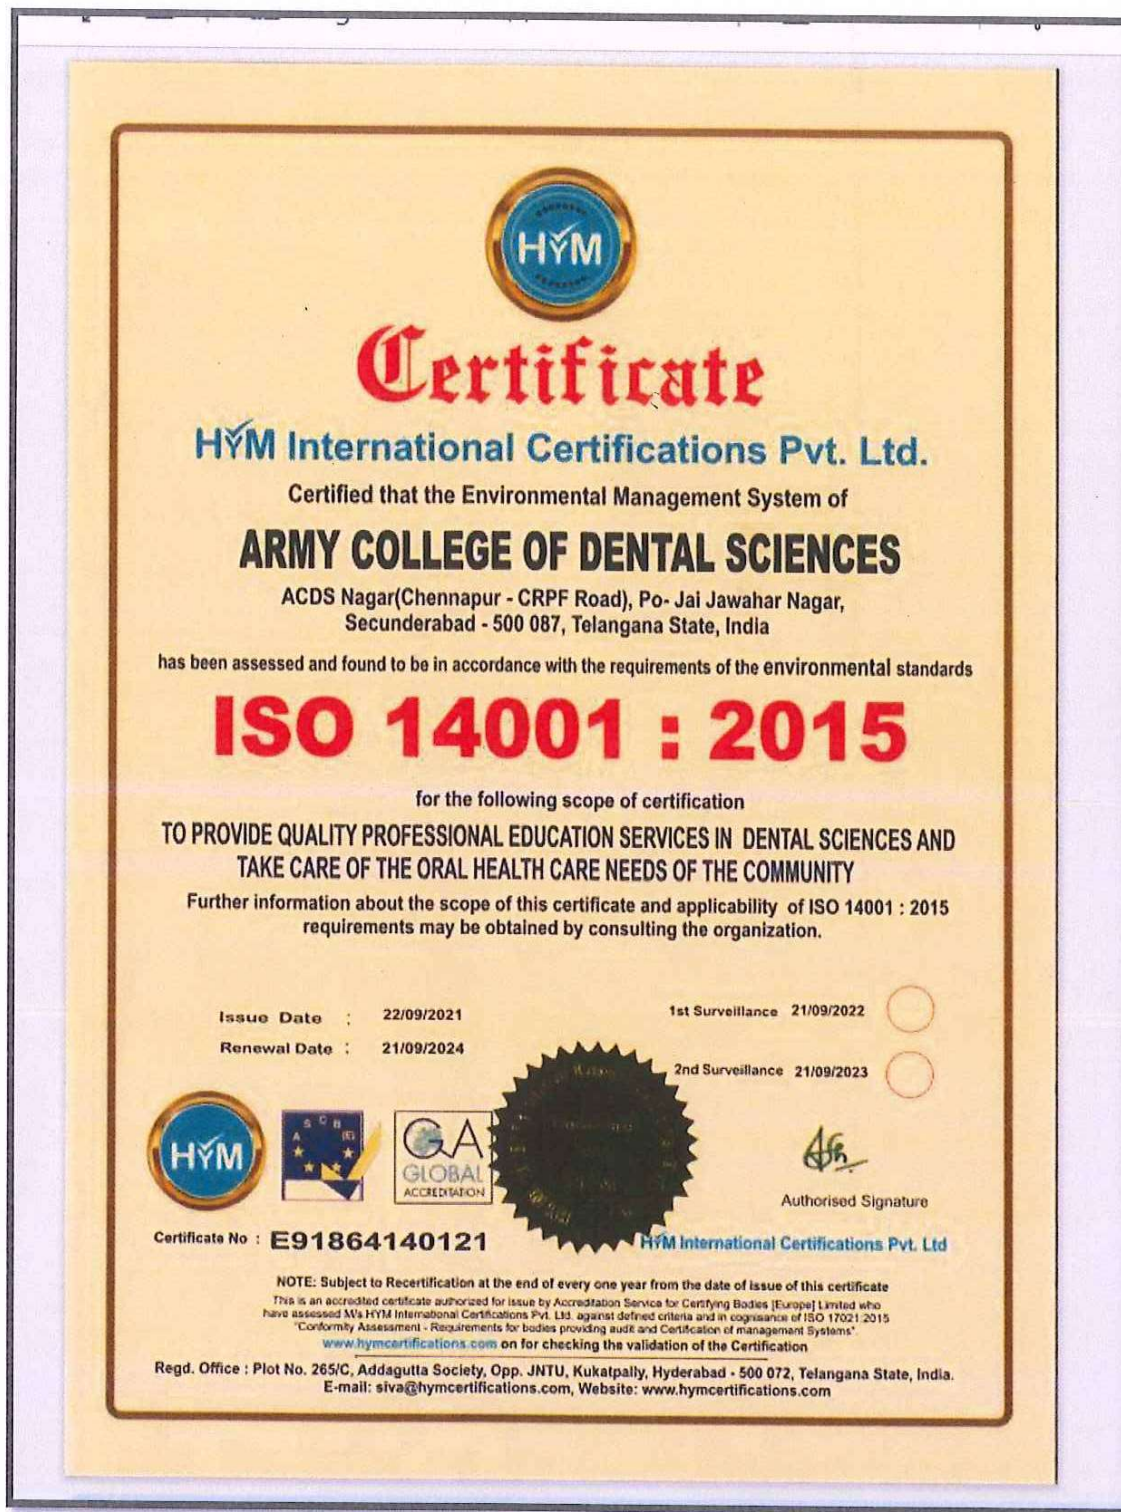 HYM
Certificate
HYM International Certifications Pvt. Ltd.
Certified that the Environmental Management System of
ARMY COLLEGE OF DENTAL SCIENCES
ACDS Nagar(Chennapur - CRPF Road), Po- Jai Jawahar Nagar,
Secunderabad - 500 087, Telangana State, India
has been assessed and found to be in accordance with the requirements of the environmental standards
ISO 14001 : 2015
for the following scope of certification
TO PROVIDE QUALITY PROFESSIONAL EDUCATION SERVICES IN DENTAL SCIENCES AND
TAKE CARE OF THE ORAL HEALTH CARE NEEDS OF THE COMMUNITY
Further information about the scope of this certificate and applicability of ISO 14001 : 2015
requirements may be obtained by consulting the organization.
Issue Date : 22/09/2021
Renewal Date : 21/09/2024
1st Surveillance 21/09/2022
2nd Surveillance 21/09/2023
HYM
A S C B (E)
GA
GLOBAL
ACCREDITATION
Authorised Signature
Certificate No : E91864140121
HYM International Certifications Pvt. Ltd
NOTE: Subject to Recertification at the end of every one year from the date of issue of this certificate
This is an accredited certificate authorized for issue by Accreditation Service for Certifying Bodies [Europe] Limited who
have assessed M/s HYM International Certifications Pvt. Ltd. against defined criteria and in cognisance of ISO 17021:2015
"Conformity Assessment - Requirements for bodies providing audit and Certification of management Systems".
www.hymcertifications.com on for checking the validation of the Certification
Regd. Office : Plot No. 265/C, Addagutta Society, Opp. JNTU, Kukatpally, Hyderabad - 500 072, Telangana State, India.
E-mail: siva@hymcertifications.com, Website: www.hymcertifications.com